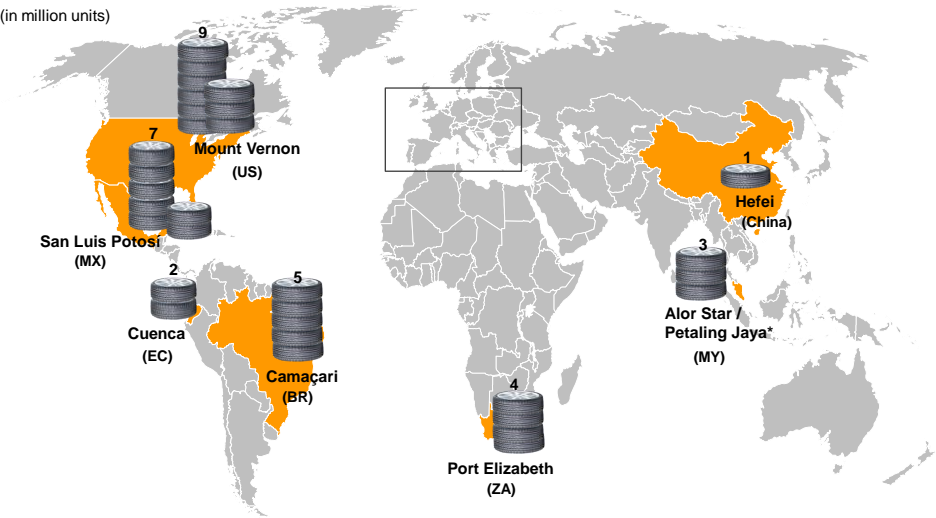 (in million units)
9
Mount Vernon
(US)
7
San Luis Potosí
(MX)
2
Cuenca
(EC)
5
Camaçari
(BR)
4
Port Elizabeth
(ZA)
1
Hefei
(China)
3
Alor Star /
Petaling Jaya*
(MY)